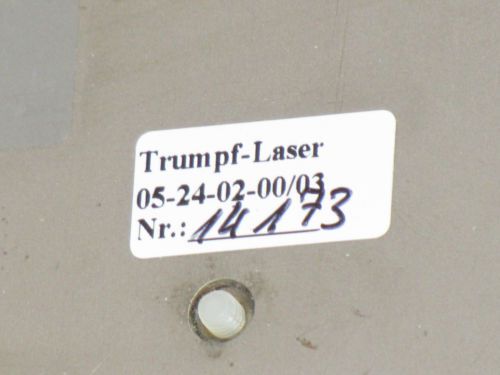 Trumpf-Laser
05-24-02-00/03
Nr.: 14173